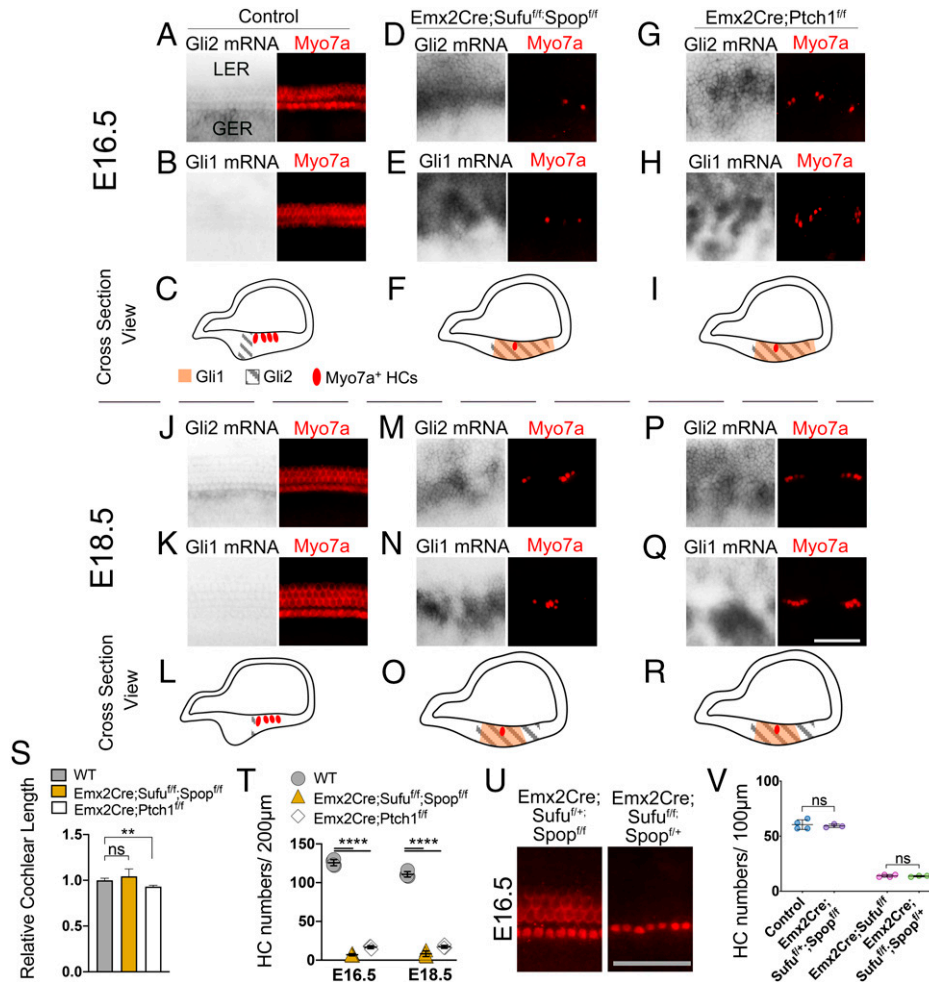 Control
Emx2Cre;Sufu^f/f;Spop^f/f
Emx2Cre;Ptch1^f/f
A
Gli2 mRNA Myo7a
LER
GER
D
Gli2 mRNA Myo7a
G
Gli2 mRNA Myo7a
E16.5
B
Gli1 mRNA Myo7a
E
Gli1 mRNA Myo7a
H
Gli1 mRNA Myo7a
Cross Section
View
C
F
I
Gli1 Gli2 Myo7a+ HCs
J
Gli2 mRNA Myo7a
M
Gli2 mRNA Myo7a
P
Gli2 mRNA Myo7a
E18.5
K
Gli1 mRNA Myo7a
N
Gli1 mRNA Myo7a
Q
Gli1 mRNA Myo7a
Cross Section
View
L
O
R
S
WT
Emx2Cre;Sufu^f/f;Spop^f/f
Emx2Cre;Ptch1^f/f
Relative Cochlear Length
1.5
1.0
0.5
0.0
**
ns
T
WT
Emx2Cre;Sufu^f/f;Spop^f/f
Emx2Cre;Ptch1^f/f
HC numbers/ 200µm
200
150
100
50
0
**** ****
E16.5 E18.5
U
Emx2Cre;
Sufu^f/+;
Spop^f/f
Emx2Cre;
Sufu^f/f;
Spop^f/+
E16.5
V
HC numbers/ 100µm
100
50
0
ns
ns
Control
Emx2Cre;
Sufu^f/+;Spop^f/f
Emx2Cre;Sufu^f/f
Emx2Cre;
Sufu^f/f;Spop^f/+